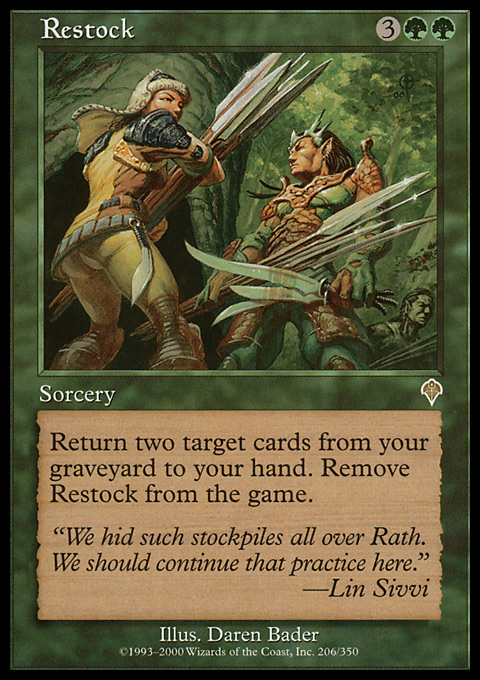 Restock 3
Sorcery
Return two target cards from your
graveyard to your hand. Remove
Restock from the game.
“We hid such stockpiles all over Rath.
We should continue that practice here.”
—Lin Sivvi
Illus. Daren Bader
©1993–2000 Wizards of the Coast, Inc. 206/350